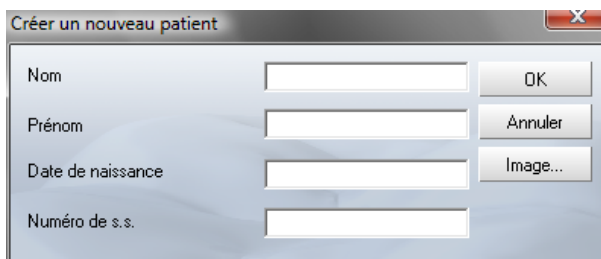 Créer un nouveau patient
Nom
OK
Prénom
Annuler
Date de naissance
Image...
Numéro de s.s.